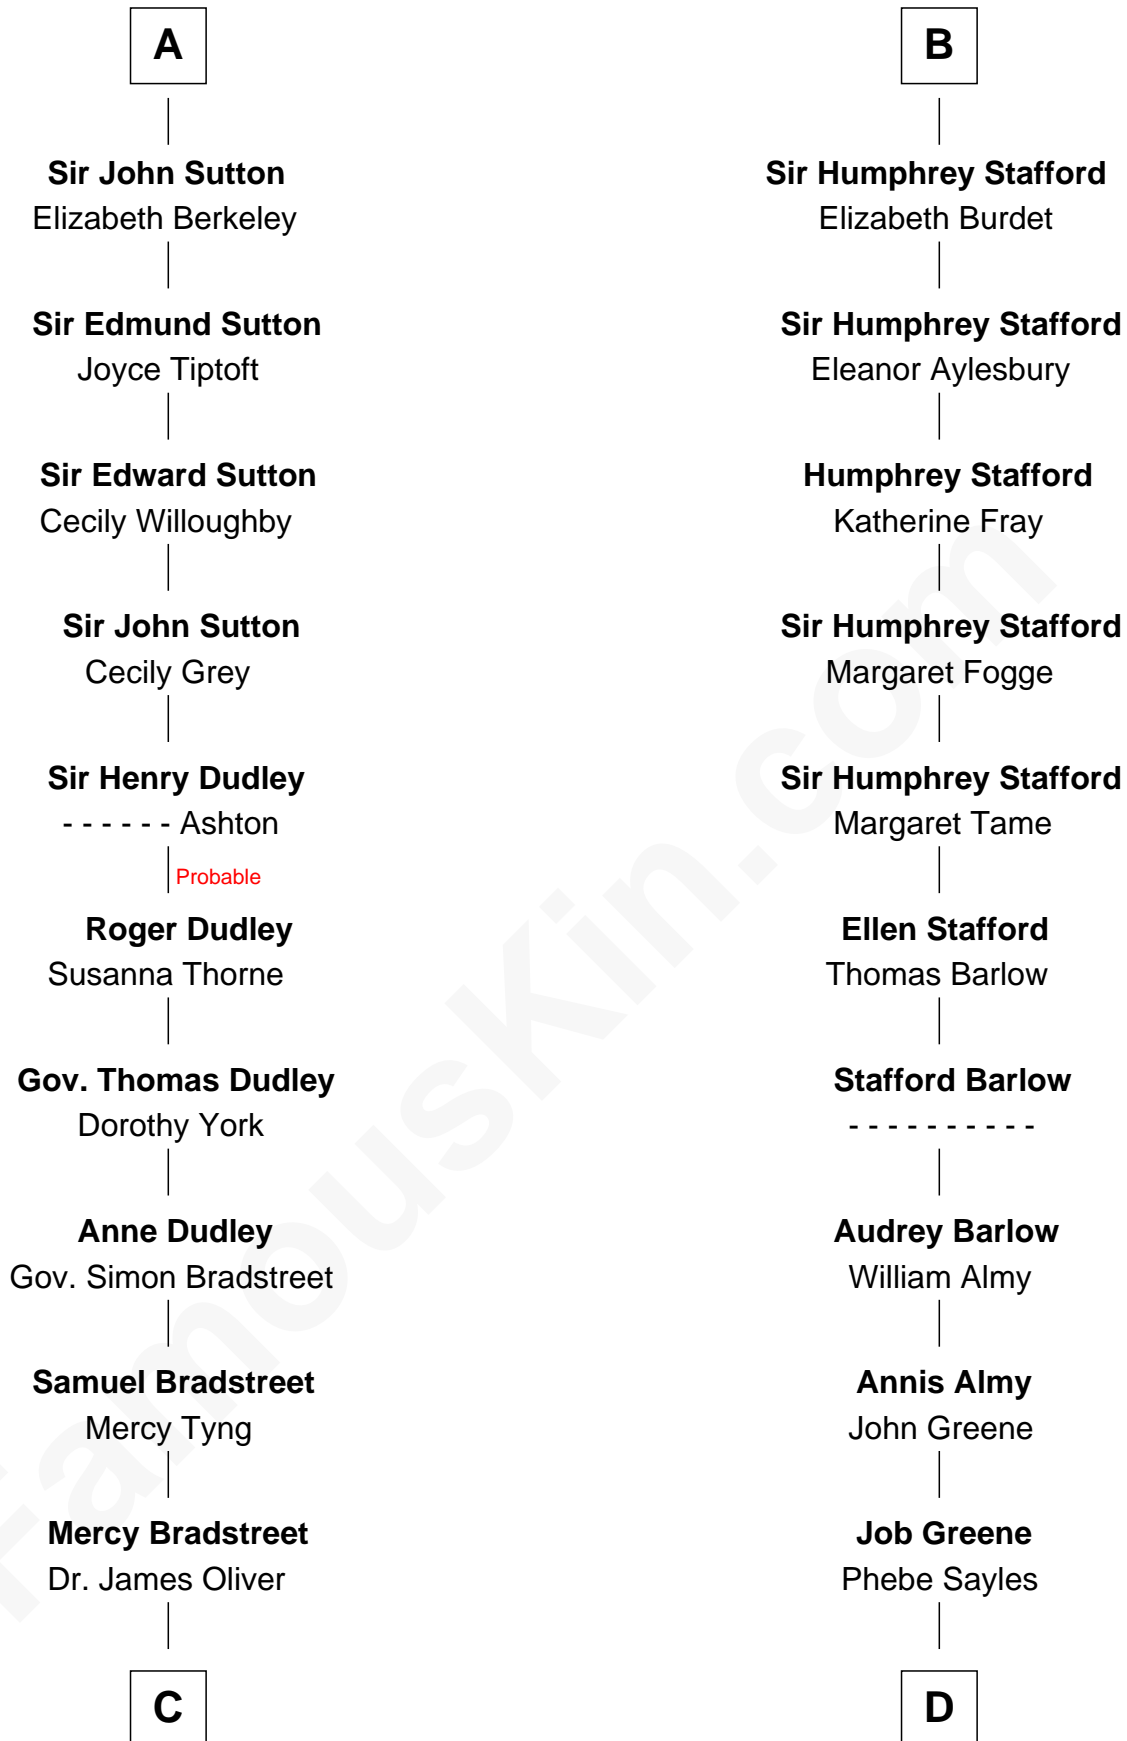 A
Sir John Sutton
Elizabeth Berkeley
Sir Edmund Sutton
Joyce Tiptoft
Sir Edward Sutton
Cecily Willoughby
Sir John Sutton
Cecily Grey
Sir Henry Dudley
- - - - - - Ashton
Probable
Roger Dudley
Susanna Thorne
Gov. Thomas Dudley
Dorothy York
Anne Dudley
Gov. Simon Bradstreet
Samuel Bradstreet
Mercy Tyng
Mercy Bradstreet
Dr. James Oliver
C
B
Sir Humphrey Stafford
Elizabeth Burdet
Sir Humphrey Stafford
Eleanor Aylesbury
Humphrey Stafford
Katherine Fray
Sir Humphrey Stafford
Margaret Fogge
Sir Humphrey Stafford
Margaret Tame
Ellen Stafford
Thomas Barlow
Stafford Barlow
- - - - - - - - - -
Audrey Barlow
William Almy
Annis Almy
John Greene
Job Greene
Phebe Sayles
D
FamousKin.com